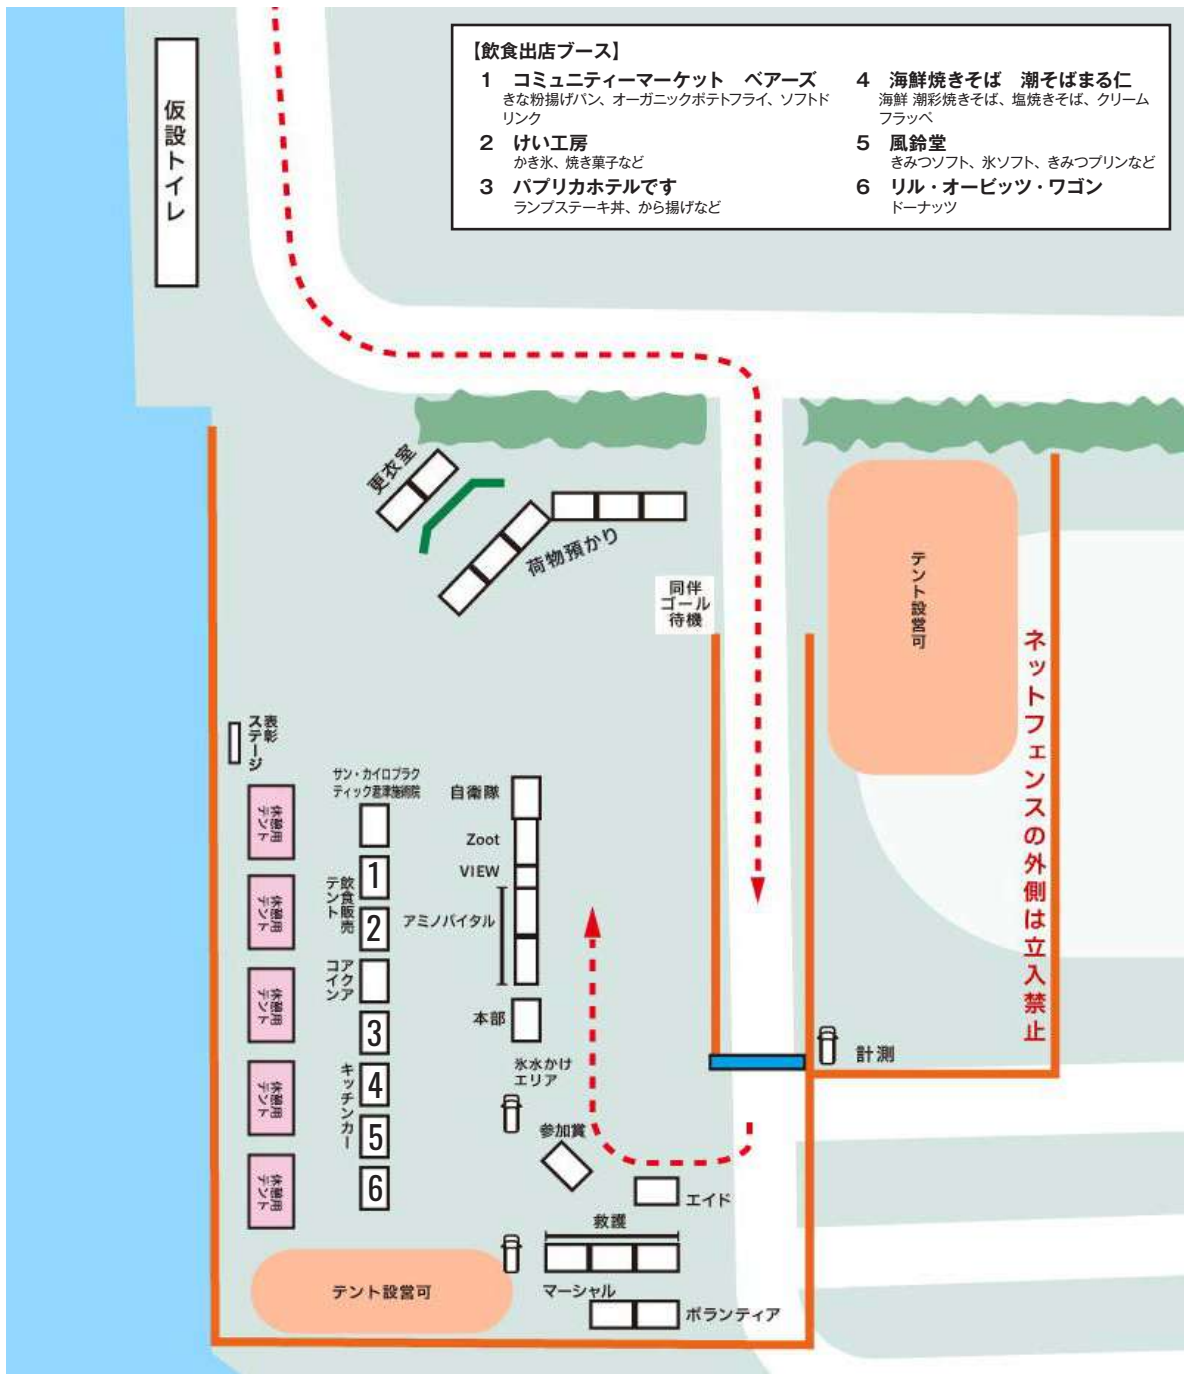 【飲食出店ブース】
1 コミュニティーマーケット ベアーズ
きな粉揚げパン、オーガニックポテトフライ、ソフトド
リンク
2 けい工房
かき氷、焼き菓子など
3 パプリカホテルです
ランプステーキ丼、から揚げなど
4 海鮮焼きそば 潮そばまる仁
海鮮 潮彩焼きそば、塩焼きそば、クリーム
フラッペ
5 風鈴堂
きみつソフト、氷ソフト、きみつプリンなど
6 リル・オービッツ・ワゴン
ドーナッツ
仮設トイレ
更衣室
荷物預かり
同伴
ゴール
待機
テント設営可
ネットフェンスの外側は立入禁止
表彰
ステージ
サン・カイロプラク
ティック君津施術院
自衛隊
Zoot
VIEW
アミノバイタル
本部
休憩用
テント
休憩用
テント
休憩用
テント
休憩用
テント
休憩用
テント
飲食販売
テント
1
2
アクア
コイン
3
キッチンカー
4
5
6
氷水かけ
エリア
参加賞
計測
エイド
救護
マーシャル
ボランティア
テント設営可